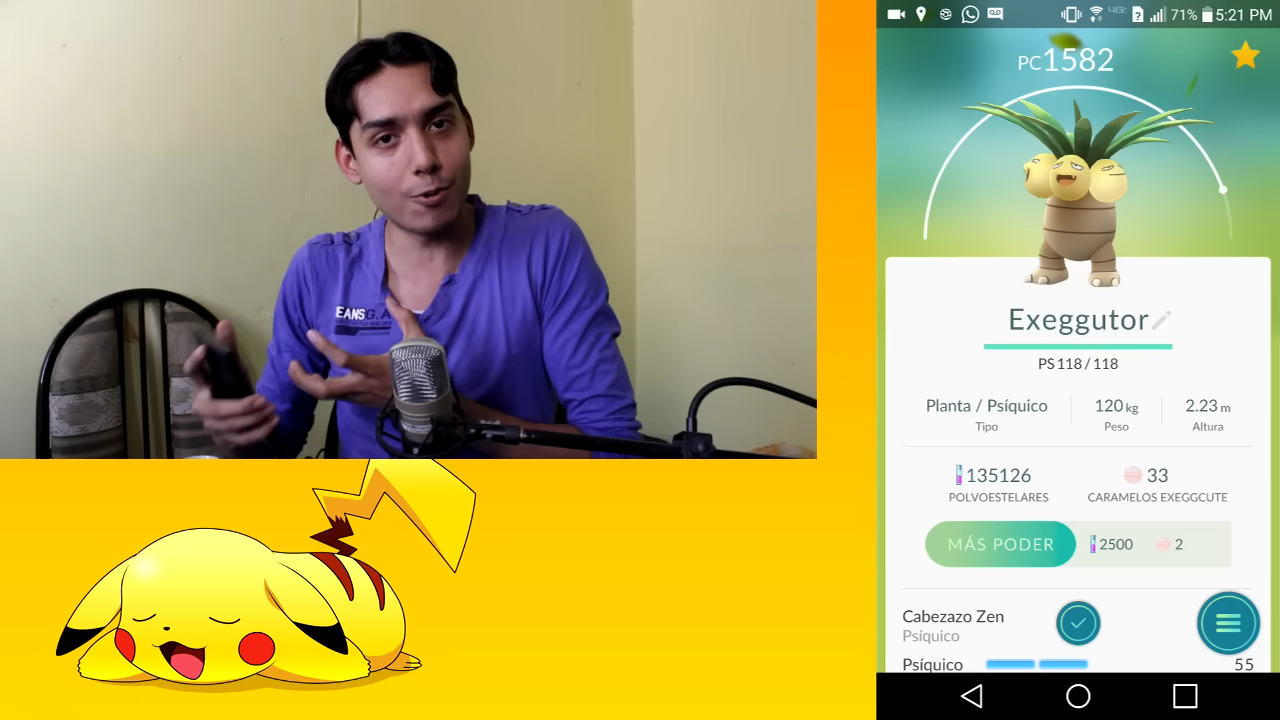 EANSG.A
71% 5:21 PM
PC1582
Exeggutor
PS 118 / 118
Planta / Psíquico
120 kg
2.23 m
Tipo
Peso
Altura
135126
33
POLVOESTELARES
CARAMELOS EXEGGCUTE
MÁS PODER
2500
2
Cabezazo Zen
Psíquico
Psíquico
55